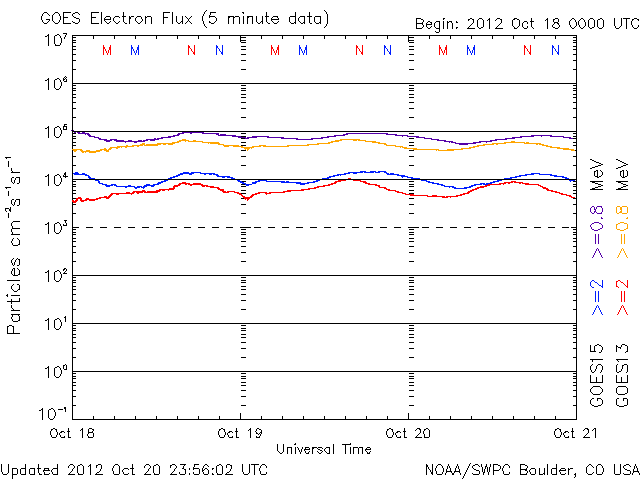 GOES Electron Flux (5 minute data)
Begin: 2012 Oct 18 0000 UTC
M M N N M M N N M M N N
10⁷
10⁶
10⁵
10⁴
10³
10²
10¹
10⁰
10⁻¹
Particles cm⁻²s⁻¹sr⁻¹
Oct 18 Oct 19 Oct 20 Oct 21
Universal Time
GOES15 >=2 >=0.8 MeV
GOES13 >=2 >=0.8 MeV
Updated 2012 Oct 20 23:56:02 UTC
NOAA/SWPC Boulder, CO USA